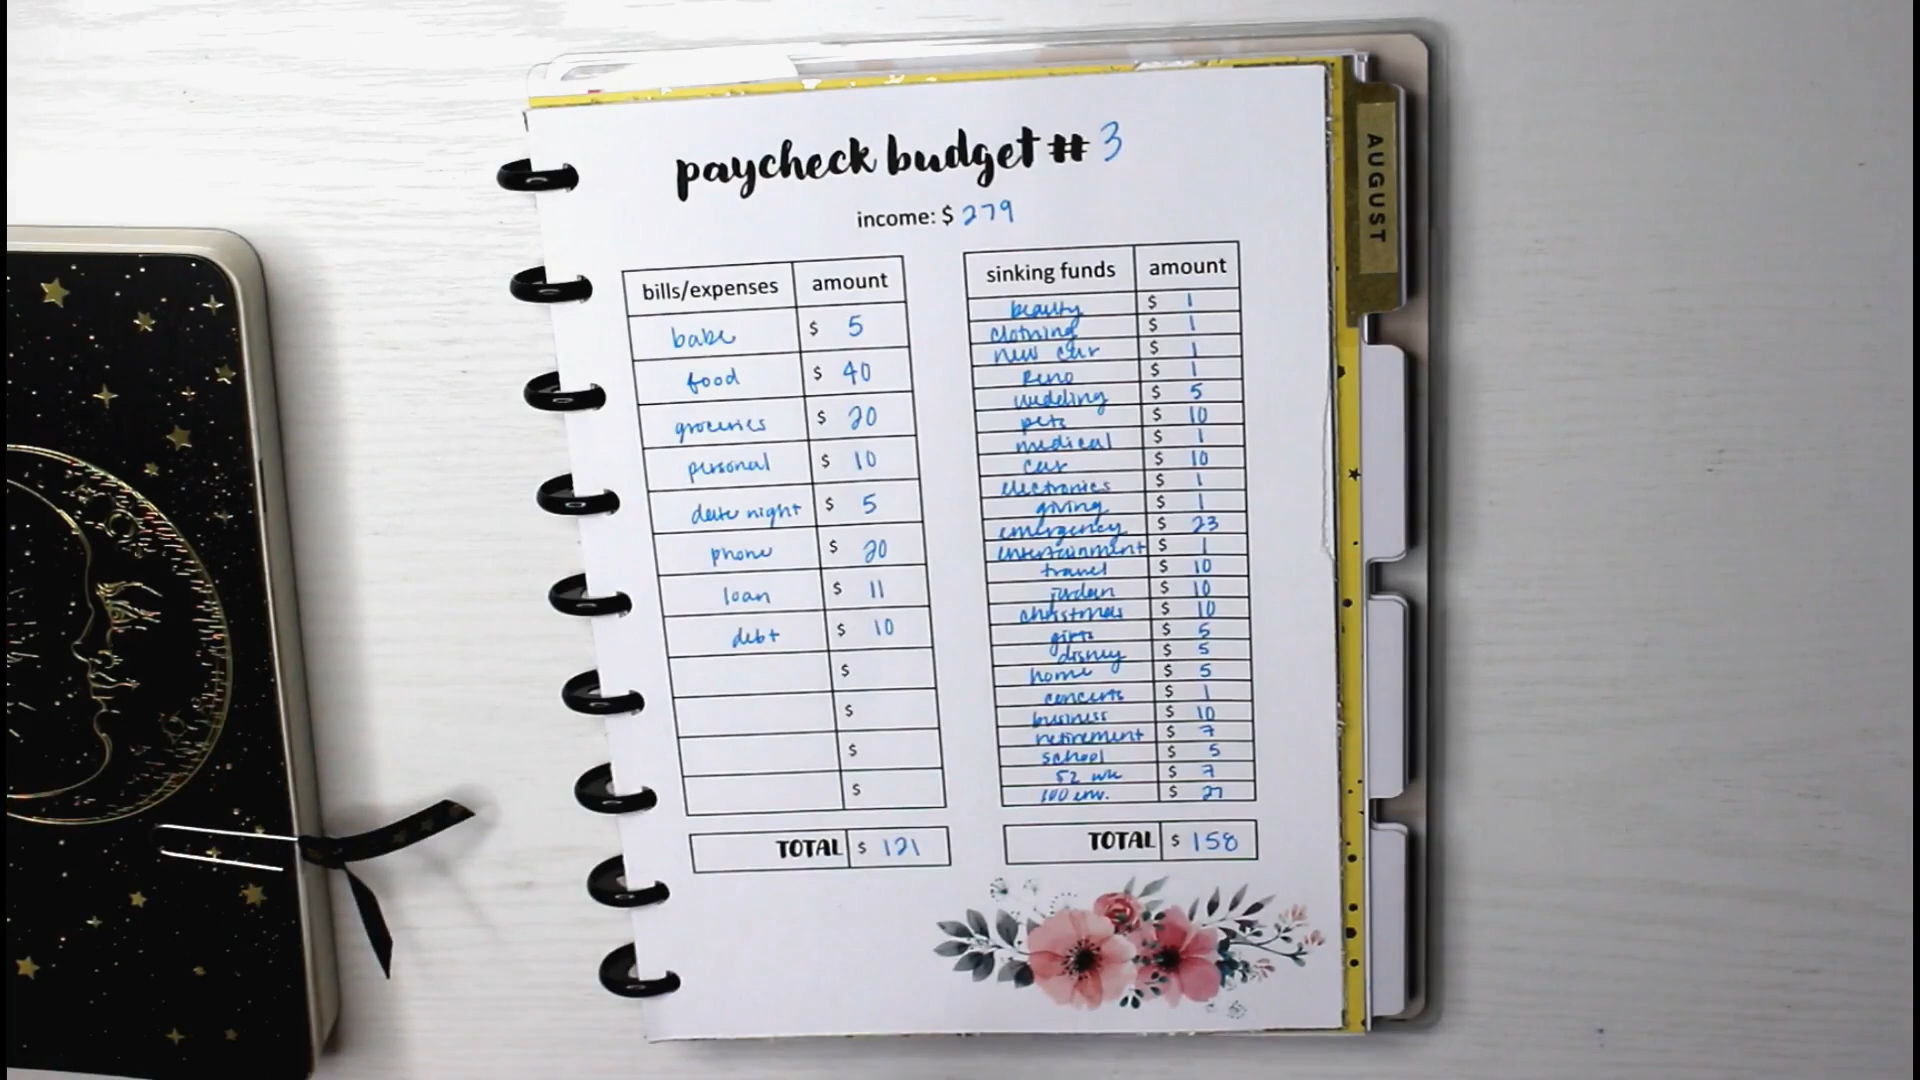 paycheck budget # 3
income: $ 279
bills/expenses amount
babe $ 5
food $ 40
groceries $ 20
personal $ 10
date night $ 5
phone $ 20
loan $ 11
debt $ 10
$
$
$
$
TOTAL $ 121
sinking funds amount
beauty $ 1
clothing $ 1
new car $ 1
Reno $ 1
wedding $ 5
pets $ 10
medical $ 1
car $ 10
electronics $ 1
giving $ 1
emergency $ 23
entertainment $ 1
travel $ 10
jordan $ 10
christmas $ 10
gifts $ 5
disney $ 5
home $ 5
concerts $ 1
business $ 10
retirement $ 7
school $ 5
52 wk $ 7
100 env. $ 27
TOTAL $ 158
AUGUST